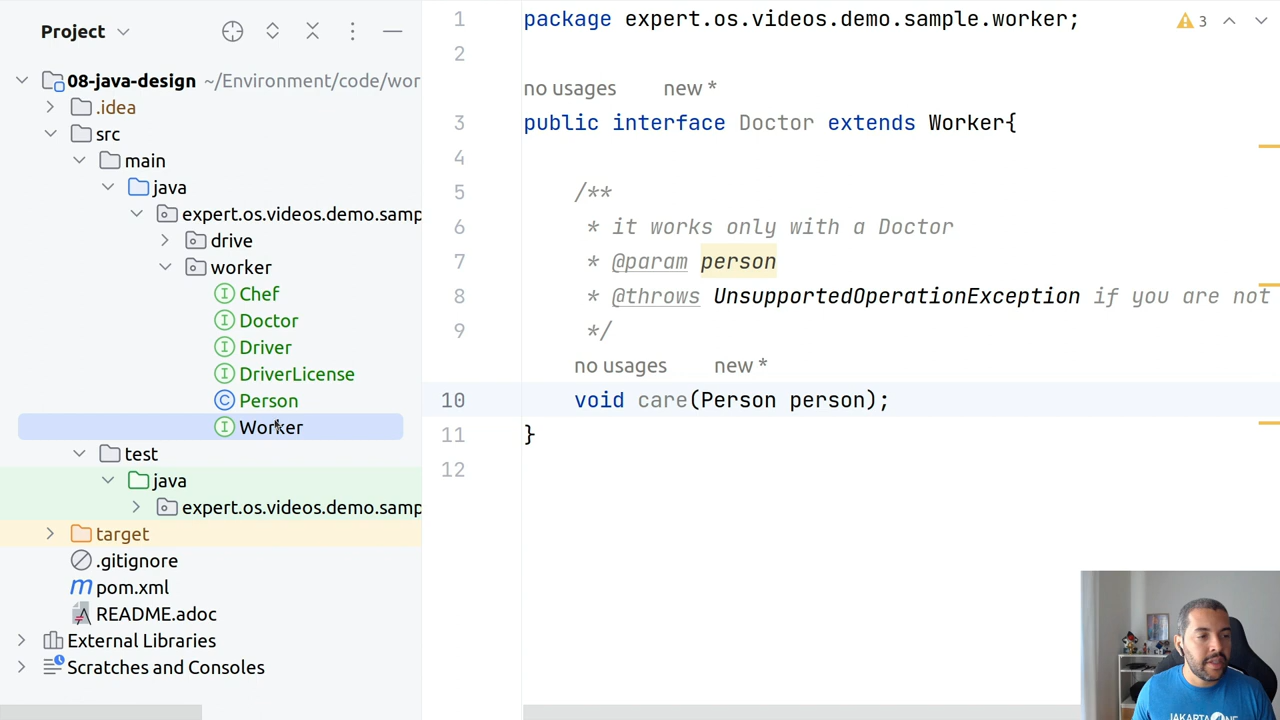 Project
08-java-design ~/Environment/code/wor
.idea
src
main
java
expert.os.videos.demo.samp
drive
worker
Chef
Doctor
Driver
DriverLicense
Person
Worker
test
java
expert.os.videos.demo.samp
target
.gitignore
pom.xml
README.adoc
External Libraries
Scratches and Consoles
1 package expert.os.videos.demo.sample.worker;
3
2
no usages new *
3 public interface Doctor extends Worker{
4
5 /**
6 * it works only with a Doctor
7 * @param person
8 * @throws UnsupportedOperationException if you are not
9 */
no usages new *
10 void care(Person person);
11 }
12
JAKARTA ONE